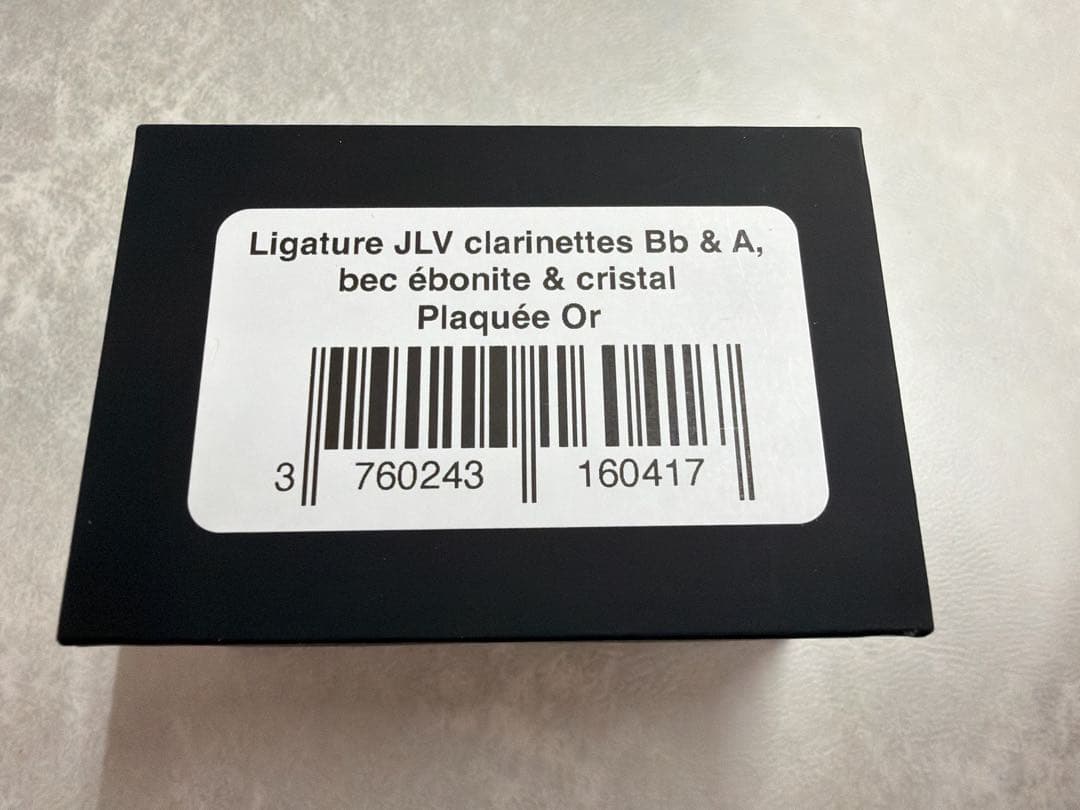 Ligature JLV clarinettes Bb & A,
bec ébonite & cristal
Plaquée Or
3 760243 160417